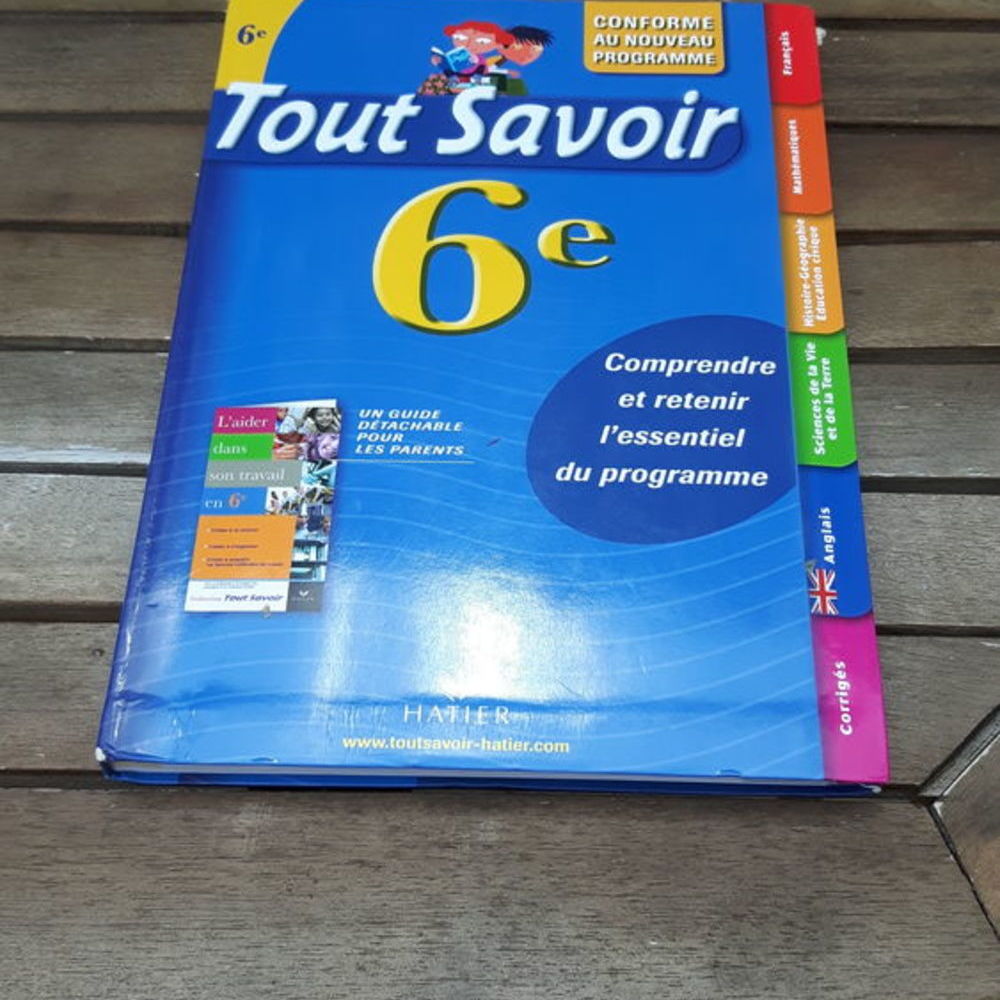 6e
CONFORME
AU NOUVEAU
PROGRAMME
Tout Savoir
6e
Comprendre
et retenir
l'essentiel
du programme
L'aider
dans
son travail
en 6e
Tout Savoir
UN GUIDE
DÉTACHABLE
POUR
LES PARENTS
HATIER
www.toutsavoir-hatier.com
Français
Mathématiques
Histoire-Géographie
Éducation civique
Sciences de la Vie
et de la Terre
Anglais
Corrigés